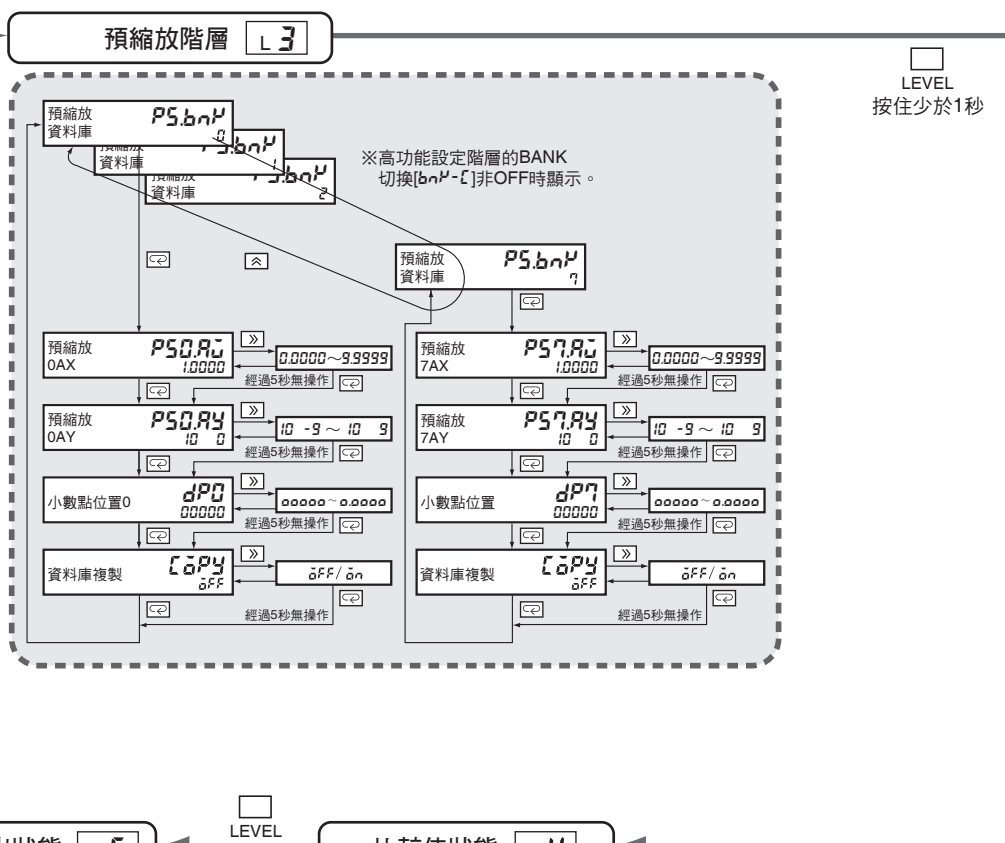 預縮放階層 L 3
LEVEL
按住少於1秒
預縮放
資料庫
PS.bnK
0
資料庫
1
資料庫
2
※高功能設定階層的BANK
切換[bnK-C]非OFF時顯示。
預縮放
資料庫
PS.bnK
7
預縮放
0AX
PS0.AX
1.0000
0.0000~9.9999
經過5秒無操作
預縮放
0AY
PS0.AY
10 0
10 -9~10 9
經過5秒無操作
小數點位置0
dP0
00000
00000~0.0000
經過5秒無操作
資料庫複製
CoPY
oFF
oFF/on
經過5秒無操作
預縮放
7AX
PS7.AX
1.0000
0.0000~9.9999
經過5秒無操作
預縮放
7AY
PS7.AY
10 0
10 -9~10 9
經過5秒無操作
小數點位置
dP7
00000
00000~0.0000
經過5秒無操作
資料庫複製
CoPY
oFF
oFF/on
經過5秒無操作
LEVEL